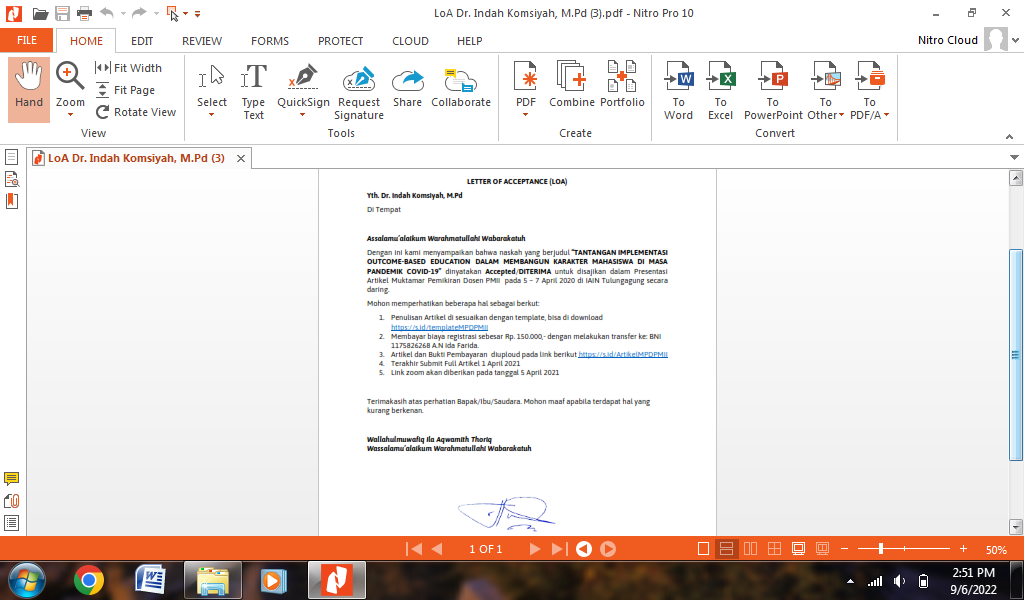 LoA Dr. Indah Komsiyah, M.Pd (3).pdf - Nitro Pro 10
FILE HOME EDIT REVIEW FORMS PROTECT CLOUD HELP Nitro Cloud
Hand
Zoom
Fit Width
Fit Page
Rotate View
View
Select
Type Text
QuickSign
Request Signature
Share
Collaborate
Tools
PDF
Combine
Portfolio
Create
To Word
To Excel
To PowerPoint
To Other
To PDF/A
Convert
LoA Dr. Indah Komsiyah, M.Pd (3)
LETTER OF ACCEPTANCE (LOA)
Yth. Dr. Indah Komsiyah, M.Pd
Di Tempat
Assalamu'alaikum Warahmatullahi Wabarakatuh
Dengan ini kami menyampaikan bahwa naskah yang berjudul "TANTANGAN IMPLEMENTASI
OUTCOME-BASED EDUCATION DALAM MEMBANGUN KARAKTER MAHASISWA DI MASA
PANDEMIK COVID-19" dinyatakan Accepted/DITERIMA untuk disajikan dalam Presentasi
Artikel Muktamar Pemikiran Dosen PMII pada 5 – 7 April 2020 di IAIN Tulungagung secara
daring.
Mohon memperhatikan beberapa hal sebagai berkut:
1. Penulisan Artikel di sesuaikan dengan template, bisa di download
https://s.id/templateMPDPMII
2. Membayar biaya registrasi sebesar Rp. 150.000,- dengan melakukan transfer ke: BNI
1175826268 A.N Ida Farida.
3. Artikel dan Bukti Pembayaran diuploud pada link berikut https://s.id/ArtikelMPDPMII
4. Terakhir Submit Full Artikel 1 April 2021
5. Link zoom akan diberikan pada tanggal 5 April 2021
Terimakasih atas perhatian Bapak/Ibu/Saudara. Mohon maaf apabila terdapat hal yang
kurang berkenan.
Wallahulmuwafiq Ila Aqwamith Thoriq
Wassalamu'alaikum Warahmatullahi Wabarakatuh
1 OF 1
50%
2:51 PM
9/6/2022